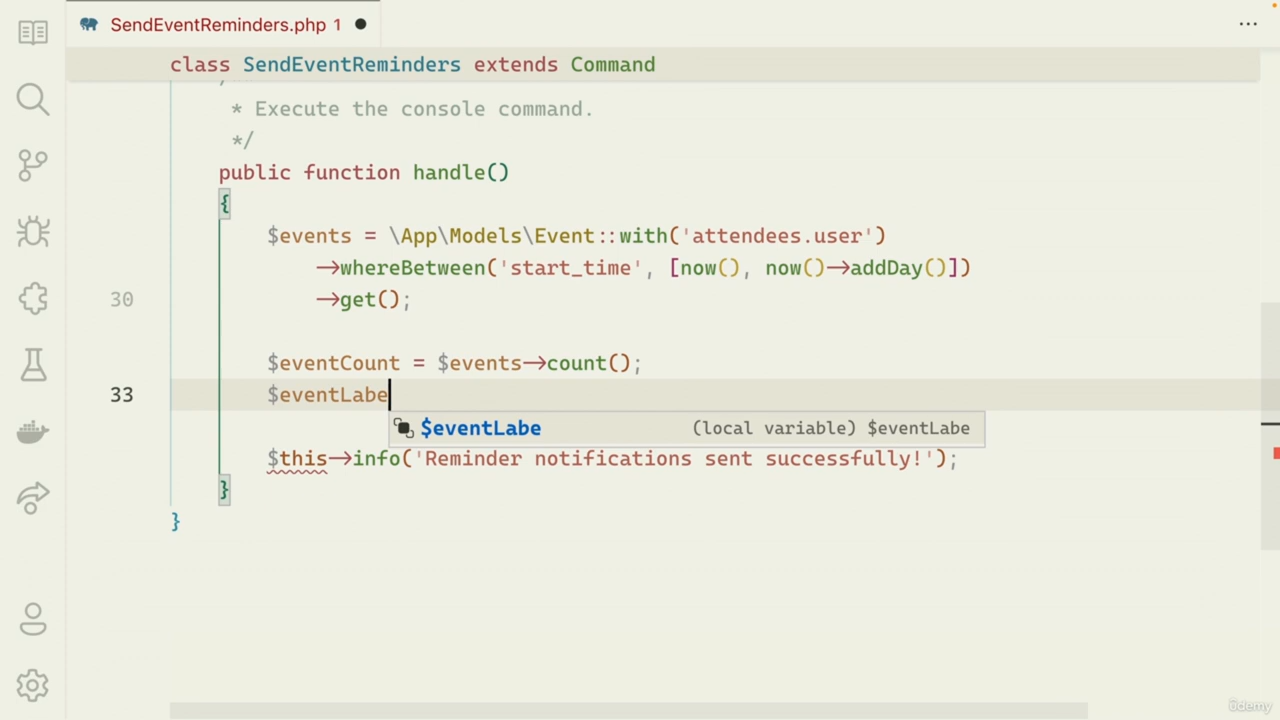 SendEventReminders.php 1
class SendEventReminders extends Command
* Execute the console command.
*/
public function handle()
{
$events = \App\Models\Event::with('attendees.user')
->whereBetween('start_time', [now(), now()->addDay()])
30 ->get();
$eventCount = $events->count();
33 $eventLabe
$eventLabe (local variable) $eventLabe
$this->info('Reminder notifications sent successfully!');
}
}
ûdemy